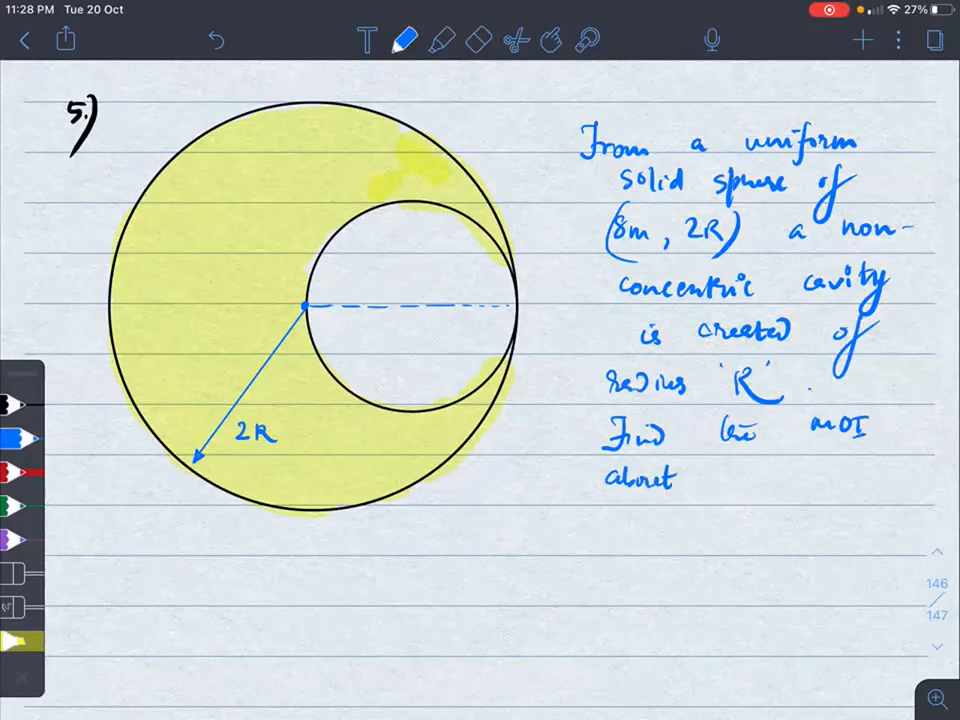 11:28 PM Tue 20 Oct
27%
T
5.)
From a uniform
solid sphere of
(8m, 2R) a non-
concentric cavity
is created of
radius 'R'.
Find the MOI
about
2R
146
147